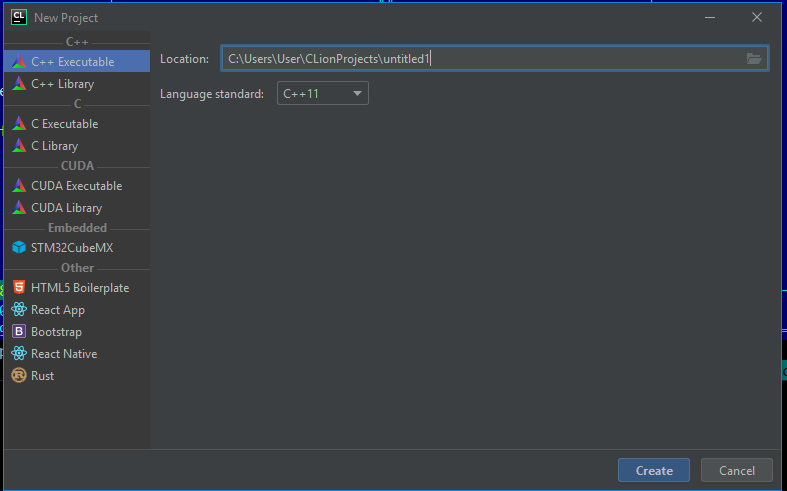 CL New Project
C++
C++ Executable
C++ Library
C
C Executable
C Library
CUDA
CUDA Executable
CUDA Library
Embedded
STM32CubeMX
Other
HTML5 Boilerplate
React App
Bootstrap
React Native
Rust
Location: C:\Users\User\CLionProjects\untitled1
Language standard: C++11
Create Cancel